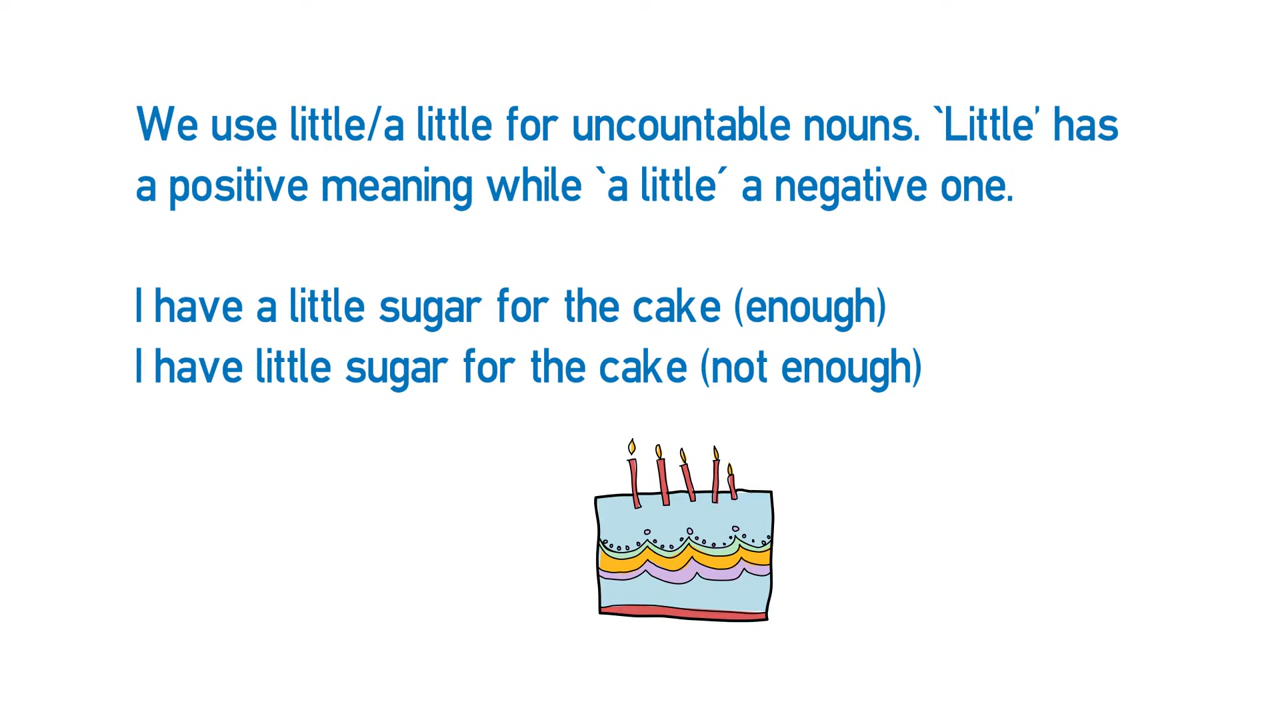 We use little/a little for uncountable nouns. `Little’ has
a positive meaning while `a little´ a negative one.
I have a little sugar for the cake (enough)
I have little sugar for the cake (not enough)